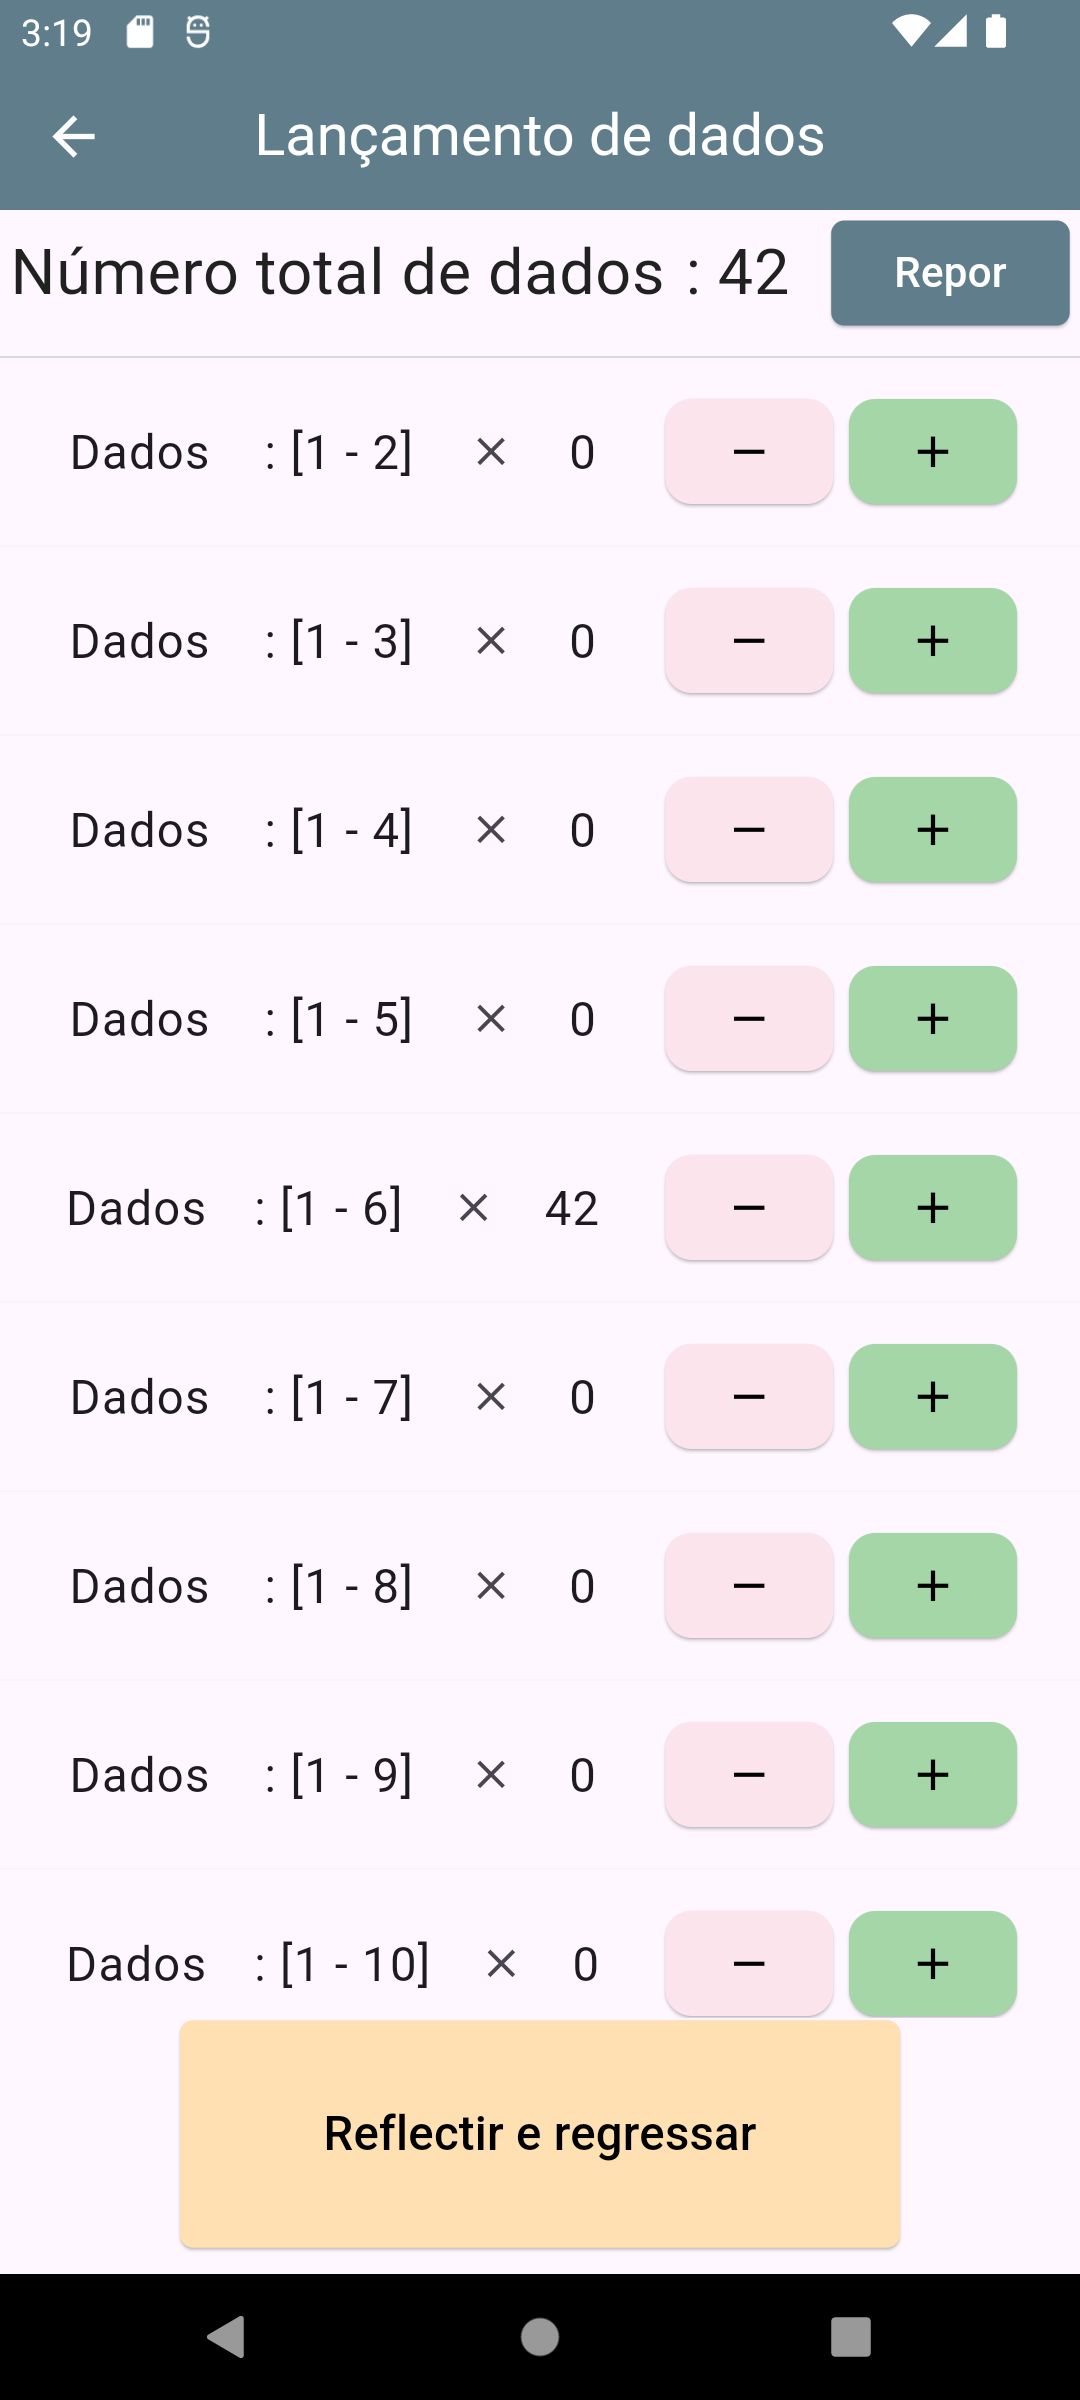 3:19
Lançamento de dados
Número total de dados : 42 Repor
Dados : [1 - 2] × 0 − +
Dados : [1 - 3] × 0 − +
Dados : [1 - 4] × 0 − +
Dados : [1 - 5] × 0 − +
Dados : [1 - 6] × 42 − +
Dados : [1 - 7] × 0 − +
Dados : [1 - 8] × 0 − +
Dados : [1 - 9] × 0 − +
Dados : [1 - 10] × 0 − +
Reflectir e regressar